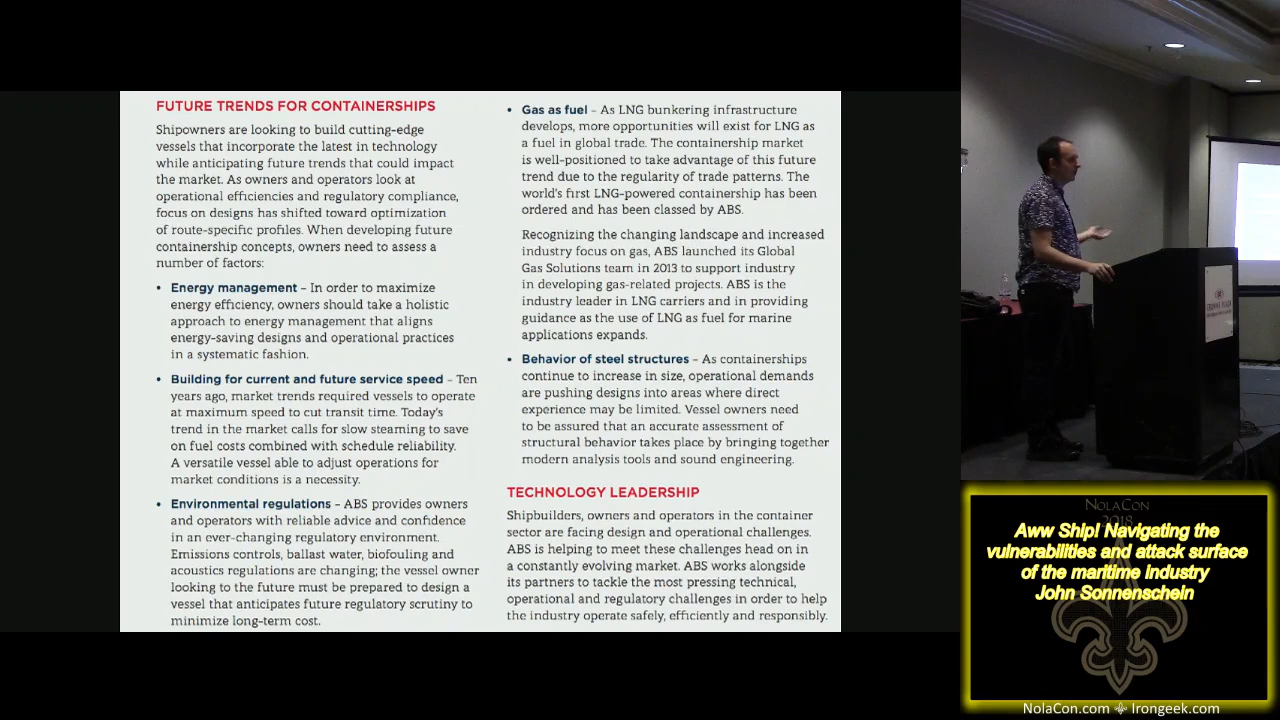 FUTURE TRENDS FOR CONTAINERSHIPS
Shipowners are looking to build cutting-edge
vessels that incorporate the latest in technology
while anticipating future trends that could impact
the market. As owners and operators look at
operational efficiencies and regulatory compliance,
focus on designs has shifted toward optimization
of route-specific profiles. When developing future
containership concepts, owners need to assess a
number of factors:
• Energy management – In order to maximize
energy efficiency, owners should take a holistic
approach to energy management that aligns
energy-saving designs and operational practices
in a systematic fashion.
• Building for current and future service speed – Ten
years ago, market trends required vessels to operate
at maximum speed to cut transit time. Today's
trend in the market calls for slow steaming to save
on fuel costs combined with schedule reliability.
A versatile vessel able to adjust operations for
market conditions is a necessity.
• Environmental regulations – ABS provides owners
and operators with reliable advice and confidence
in an ever-changing regulatory environment.
Emissions controls, ballast water, biofouling and
acoustics regulations are changing; the vessel owner
looking to the future must be prepared to design a
vessel that anticipates future regulatory scrutiny to
minimize long-term cost.
• Gas as fuel – As LNG bunkering infrastructure
develops, more opportunities will exist for LNG as
a fuel in global trade. The containership market
is well-positioned to take advantage of this future
trend due to the regularity of trade patterns. The
world's first LNG-powered containership has been
ordered and has been classed by ABS.
Recognizing the changing landscape and increased
industry focus on gas, ABS launched its Global
Gas Solutions team in 2013 to support industry
in developing gas-related projects. ABS is the
industry leader in LNG carriers and in providing
guidance as the use of LNG as fuel for marine
applications expands.
• Behavior of steel structures – As containerships
continue to increase in size, operational demands
are pushing designs into areas where direct
experience may be limited. Vessel owners need
to be assured that an accurate assessment of
structural behavior takes place by bringing together
modern analysis tools and sound engineering.
TECHNOLOGY LEADERSHIP
Shipbuilders, owners and operators in the container
sector are facing design and operational challenges.
ABS is helping to meet these challenges head on in
a constantly evolving market. ABS works alongside
its partners to tackle the most pressing technical,
operational and regulatory challenges in order to help
the industry operate safely, efficiently and responsibly.
CROWNE PLAZA
NOLACON
2018
Aww Ship! Navigating the
vulnerabilities and attack surface
of the maritime industry
John Sonnenschein
NolaCon.com ⚜ Irongeek.com